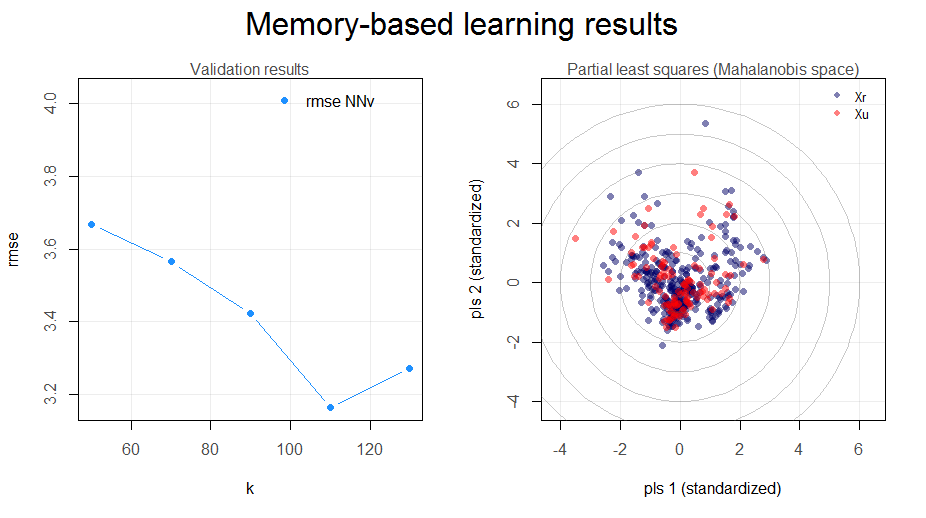 Memory-based learning results
Validation results
rmse NNv
rmse
4.0
3.8
3.6
3.4
3.2
60 80 100 120
k
Partial least squares (Mahalanobis space)
Xr
Xu
pls 2 (standardized)
6
4
2
0
-2
-4
-4 -2 0 2 4 6
pls 1 (standardized)